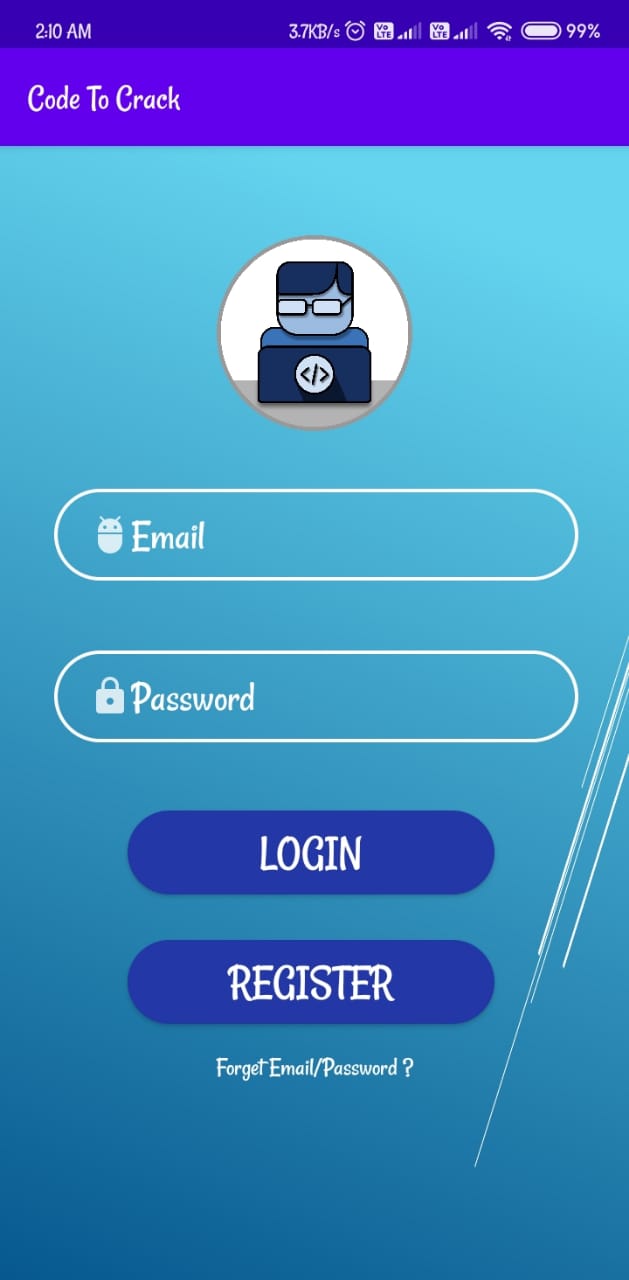 2:10 AM 3.7KB/s Vo LTE Vo LTE 99%
Code To Crack
</>
Email
Password
LOGIN
REGISTER
Forget Email/Password ?